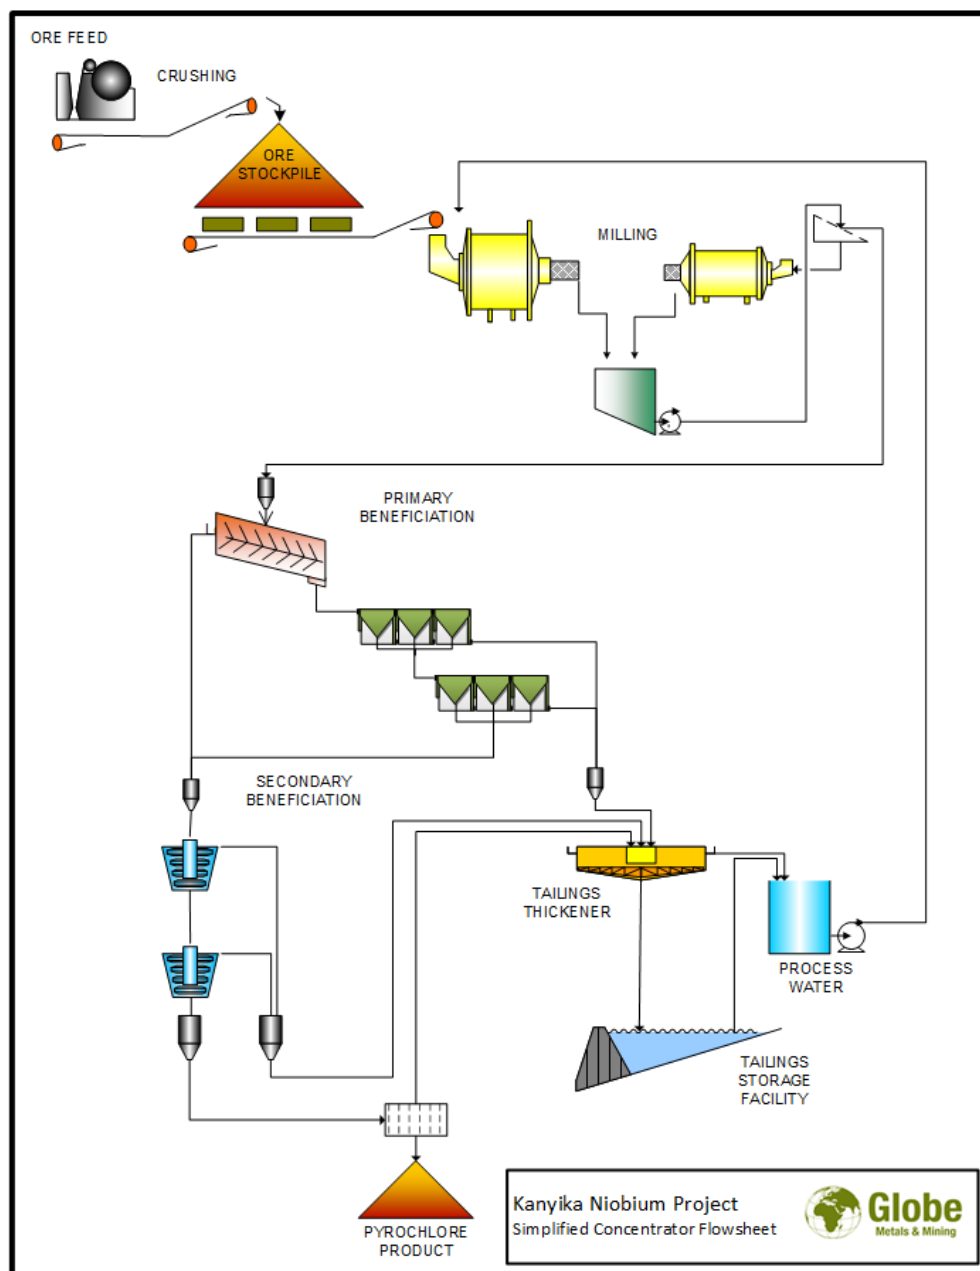 ORE FEED
CRUSHING
ORE
STOCKPILE
MILLING
PRIMARY
BENEFICIATION
SECONDARY
BENEFICIATION
TAILINGS
THICKENER
PROCESS
WATER
TAILINGS
STORAGE
FACILITY
PYROCHLORE
PRODUCT
Kanyika Niobium Project
Simplified Concentrator Flowsheet
Globe
Metals & Mining